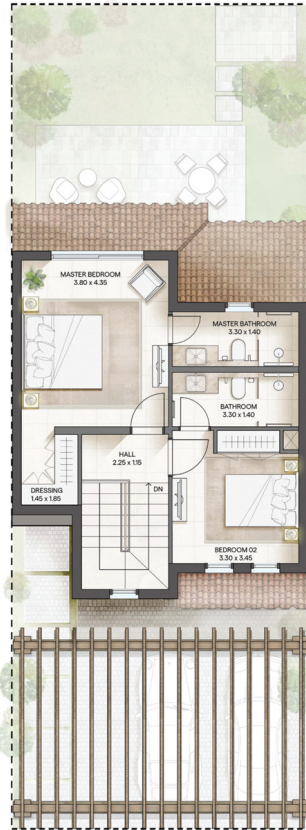 MASTER BEDROOM
3.80 x 4.35
MASTER BATHROOM
3.30 x 1.40
BATHROOM
3.30 x 1.40
HALL
2.25 x 1.15
DN
DRESSING
1.45 x 1.85
BEDROOM 02
3.30 x 3.45